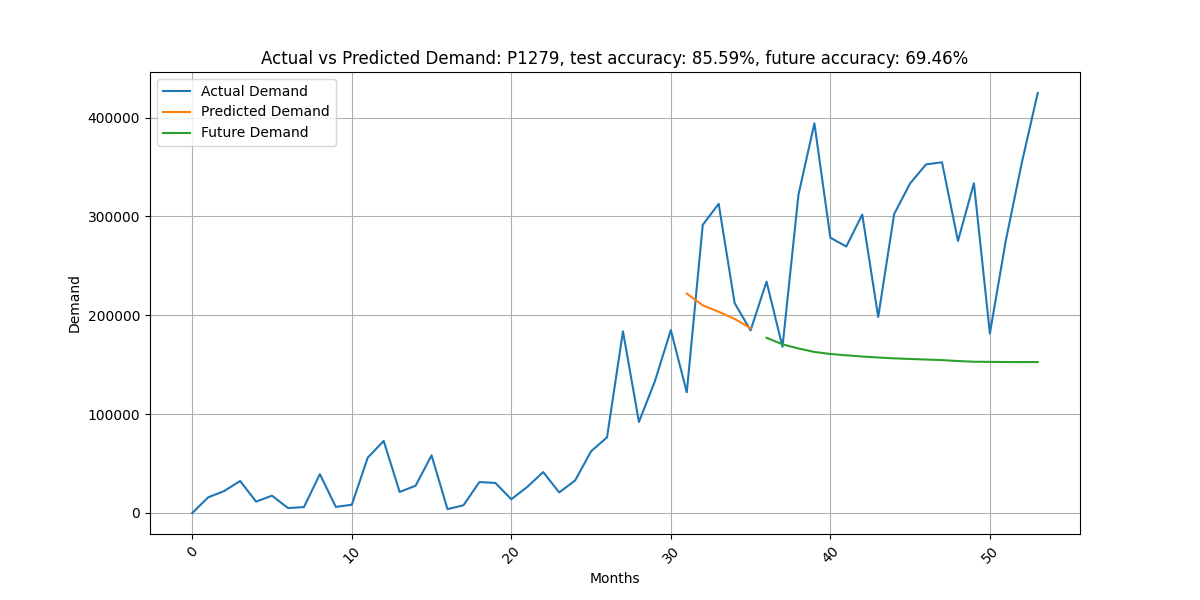 Actual vs Predicted Demand: P1279, test accuracy: 85.59%, future accuracy: 69.46%
Actual Demand
Predicted Demand
Future Demand
400000
300000
200000
100000
0
Demand
0
10
20
30
40
50
Months